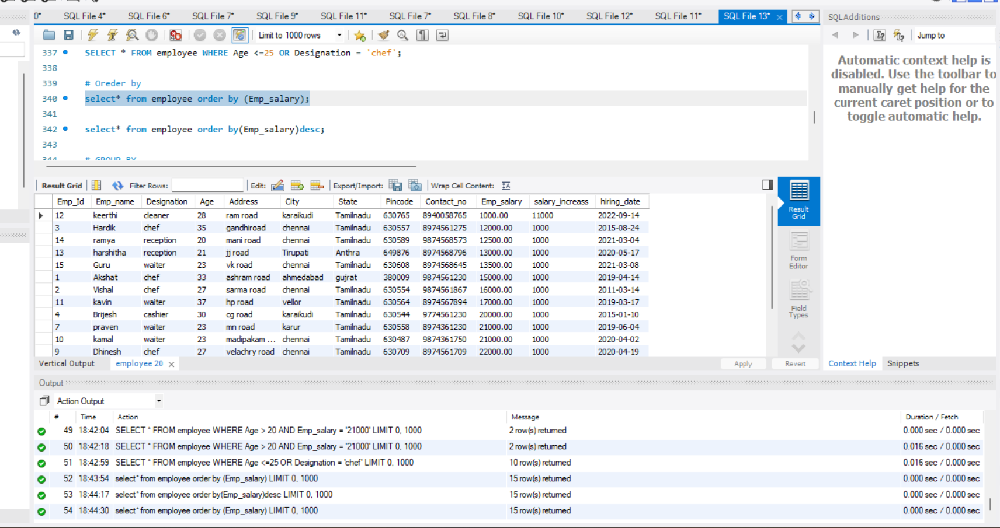 0* SQL File 4* SQL File 6* SQL File 7* SQL File 9* SQL File 11* SQL File 7* SQL File 8* SQL File 10* SQL File 12* SQL File 11* SQL File 13*
SQLAdditions
Limit to 1000 rows
Jump to
337 SELECT * FROM employee WHERE Age <=25 OR Designation = 'chef';
338
339 # Oreder by
340 select* from employee order by (Emp_salary);
341
342 select* from employee order by(Emp_salary)desc;
343
344 # GROUP BY
Automatic context help is
disabled. Use the toolbar to
manually get help for the
current caret position or to
toggle automatic help.
Result Grid Filter Rows: Edit: Export/Import: Wrap Cell Content:
Emp_Id Emp_name Designation Age Address City State Pincode Contact_no Emp_salary salary_increass hiring_date
12 keerthi cleaner 28 ram road karaikudi Tamilnadu 630765 8940058765 1000.00 11000 2022-09-14
3 Hardik chef 35 gandhiroad chennai Tamilnadu 630557 8974561275 12000.00 1000 2015-08-24
14 ramya reception 20 mani road chennai Tamilnadu 630589 9874568573 12500.00 1000 2021-03-04
13 harshitha reception 21 jj road Tirupati Anthra 649876 8974568796 13000.00 1000 2020-05-17
15 Guru waiter 23 vk road chennai Tamilnadu 630608 8974568645 13500.00 1000 2021-03-08
1 Akshat chef 33 ashram road ahmedabad gujrat 380009 9874561230 15000.00 1000 2019-04-14
2 Vishal chef 27 sarma road chennai Tamilnadu 630554 9874561867 16000.00 1000 2011-03-14
11 kavin waiter 37 hp road vellor Tamilnadu 630564 8974567894 17000.00 1000 2019-03-17
4 Brijesh cashier 30 cg road karaikudi Tamilnadu 630544 9774561230 20000.00 1000 2015-01-10
7 praven waiter 23 mn road karur Tamilnadu 630558 8974361230 21000.00 1000 2019-06-04
10 kamal waiter 23 madipakam ... chennai Tamilnadu 630487 9874361750 21000.00 1000 2020-04-02
9 Dhinesh chef 27 velachry road chennai Tamilnadu 630709 8974561709 22000.00 1000 2020-04-19
Result
Grid
Form
Editor
Field
Types
Vertical Output employee 20 Apply Revert
Context Help Snippets
Output
Action Output
# Time Action Message Duration / Fetch
49 18:42:04 SELECT * FROM employee WHERE Age > 20 AND Emp_salary = '21000' LIMIT 0, 1000 2 row(s) returned 0.000 sec / 0.000 sec
50 18:42:18 SELECT * FROM employee WHERE Age > 20 AND Emp_salary = '21000' LIMIT 0, 1000 2 row(s) returned 0.016 sec / 0.000 sec
51 18:42:59 SELECT * FROM employee WHERE Age <=25 OR Designation = 'chef' LIMIT 0, 1000 10 row(s) returned 0.016 sec / 0.000 sec
52 18:43:54 select* from employee order by (Emp_salary) LIMIT 0, 1000 15 row(s) returned 0.000 sec / 0.000 sec
53 18:44:17 select* from employee order by(Emp_salary)desc LIMIT 0, 1000 15 row(s) returned 0.000 sec / 0.000 sec
54 18:44:30 select* from employee order by (Emp_salary) LIMIT 0, 1000 15 row(s) returned 0.000 sec / 0.000 sec